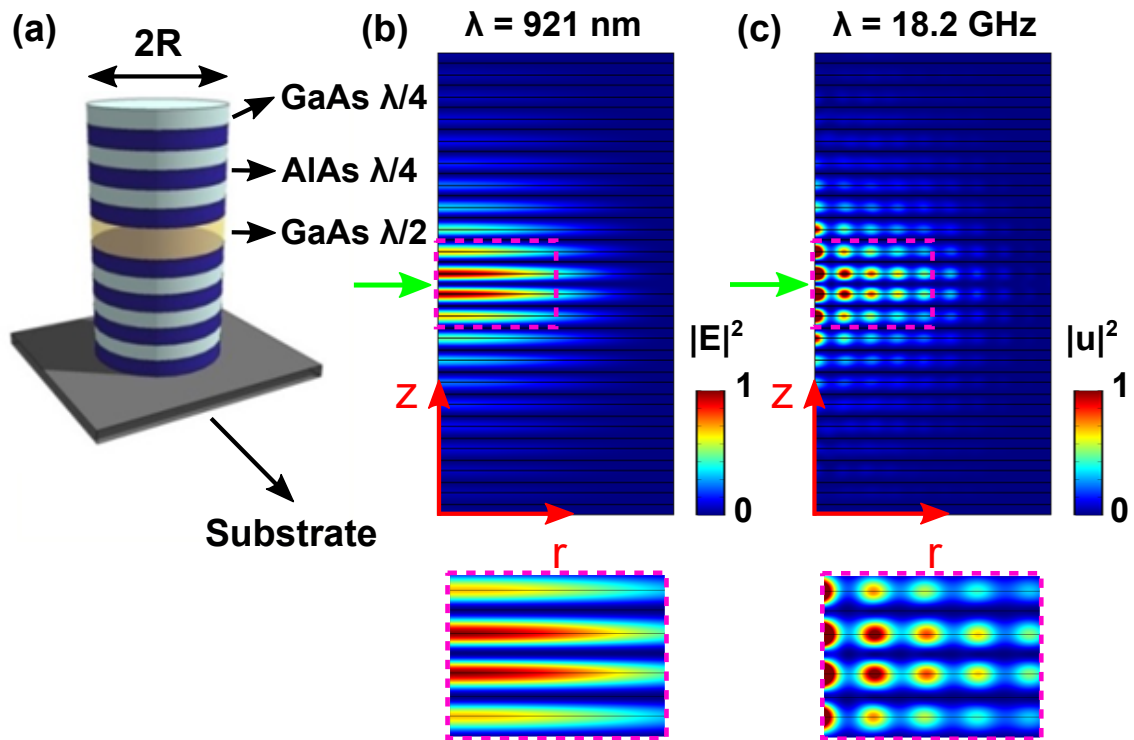 (a)
2R
GaAs λ/4
AlAs λ/4
GaAs λ/2
Substrate
(b)
λ = 921 nm
|E|²
1
0
z
r
(c)
λ = 18.2 GHz
|u|²
1
0
z
r